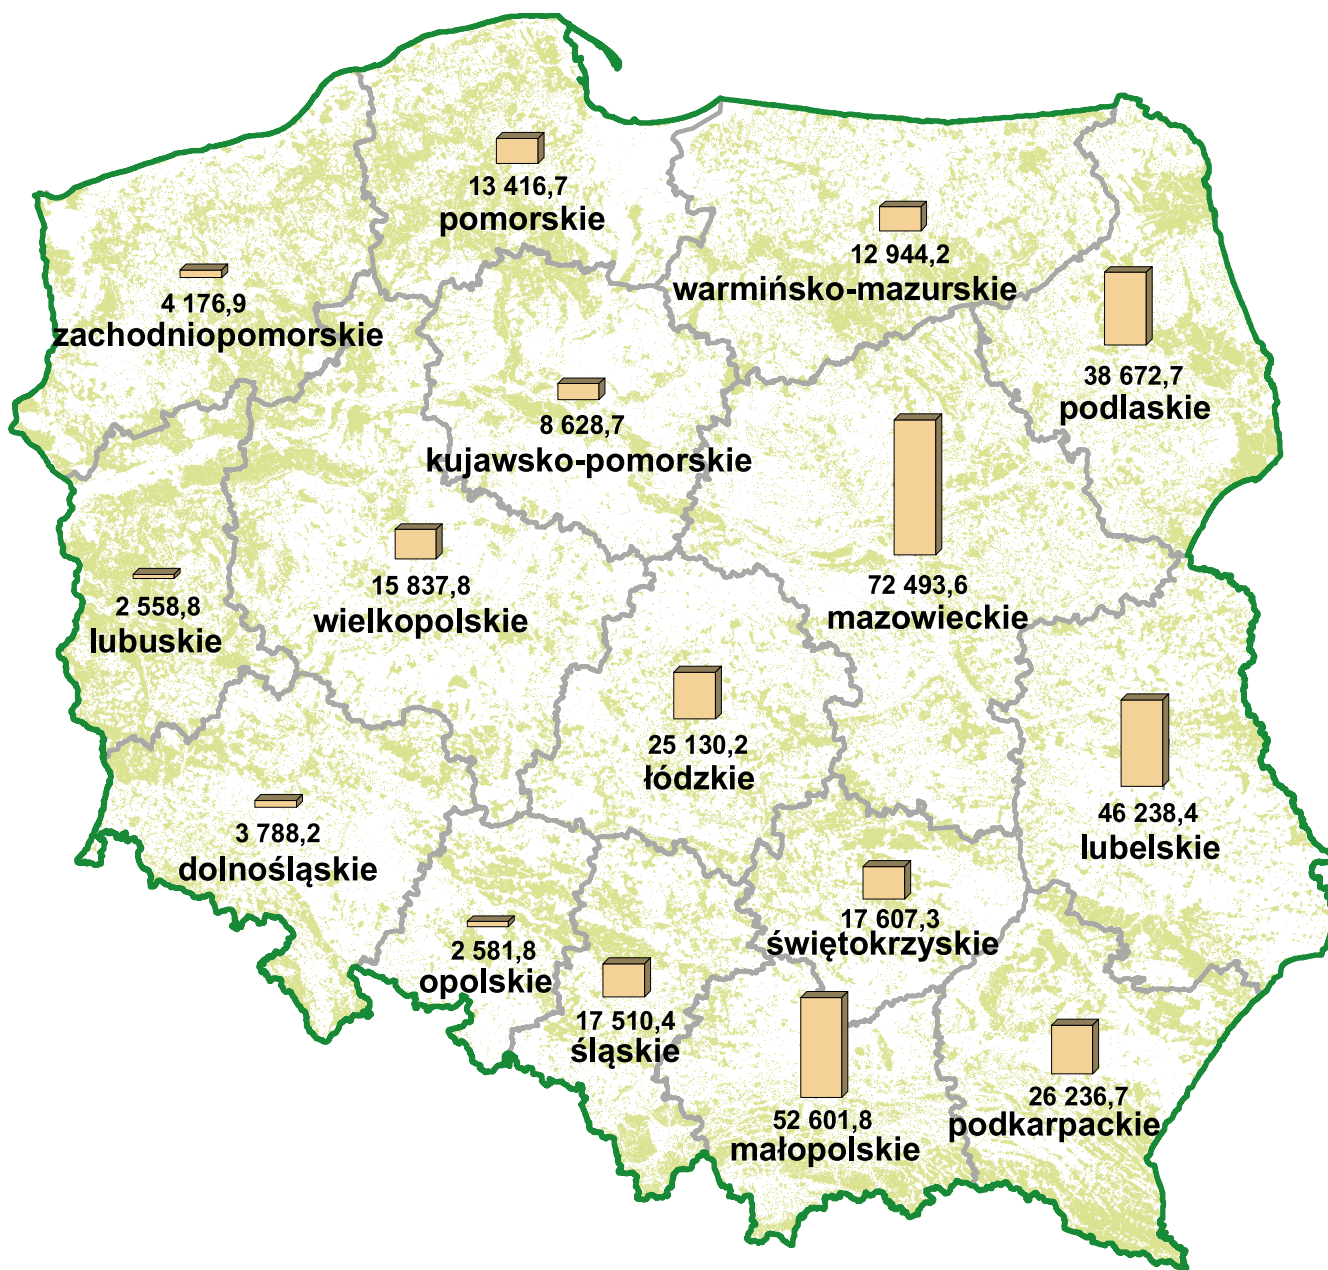 13 416,7
pomorskie
12 944,2
warmińsko-mazurskie
4 176,9
zachodniopomorskie
38 672,7
podlaskie
8 628,7
kujawsko-pomorskie
15 837,8
wielkopolskie
72 493,6
mazowieckie
2 558,8
lubuskie
25 130,2
łódzkie
46 238,4
lubelskie
3 788,2
dolnośląskie
17 607,3
świętokrzyskie
2 581,8
opolskie
17 510,4
śląskie
52 601,8
małopolskie
26 236,7
podkarpackie